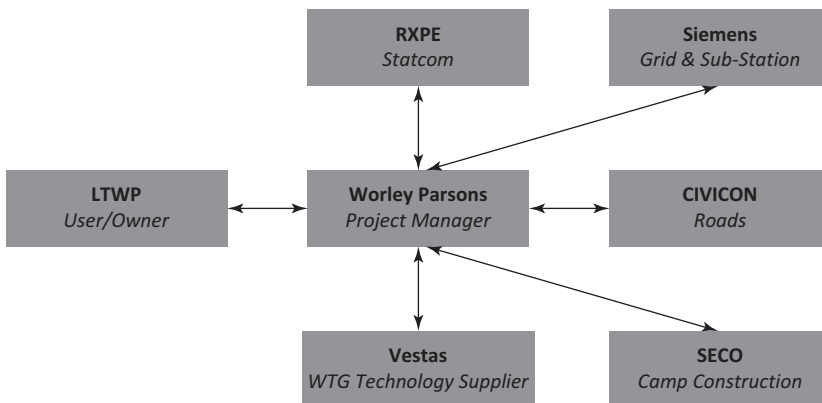 RXPE
Statcom
Siemens
Grid & Sub-Station
LTWP
User/Owner
Worley Parsons
Project Manager
CIVICON
Roads
Vestas
WTG Technology Supplier
SECO
Camp Construction